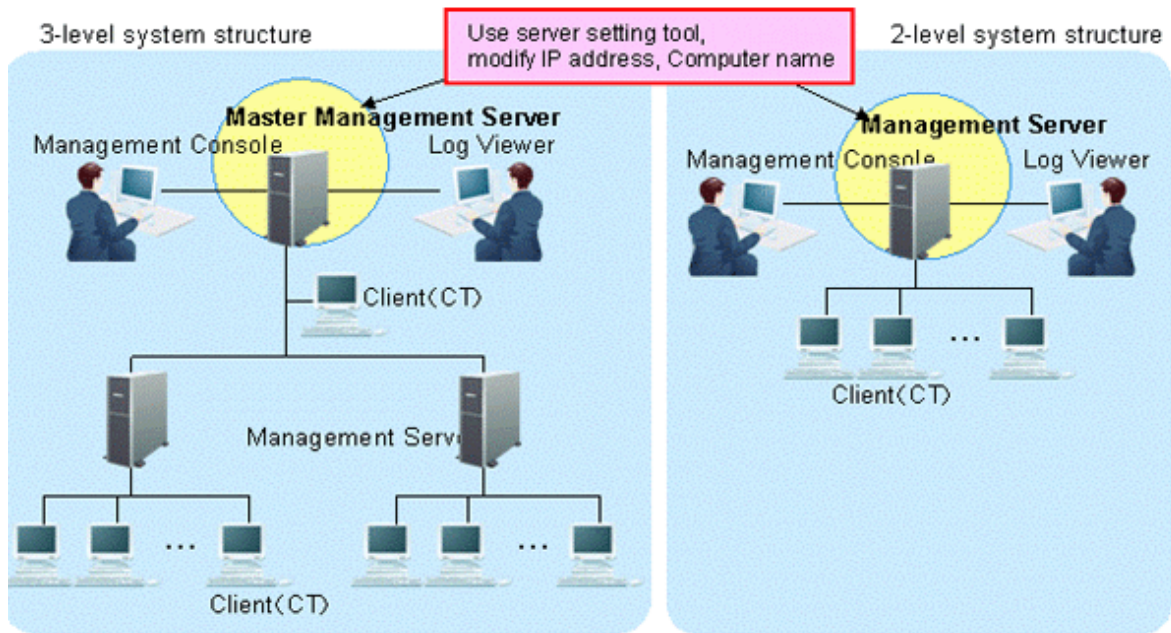 3-level system structure
Use server setting tool,
modify IP address, Computer name
2-level system structure
Master Management Server
Management Console
Log Viewer
Client(CT)
Management Serve
...
...
Client(CT)
Management Server
Management Console
Log Viewer
...
Client(CT)